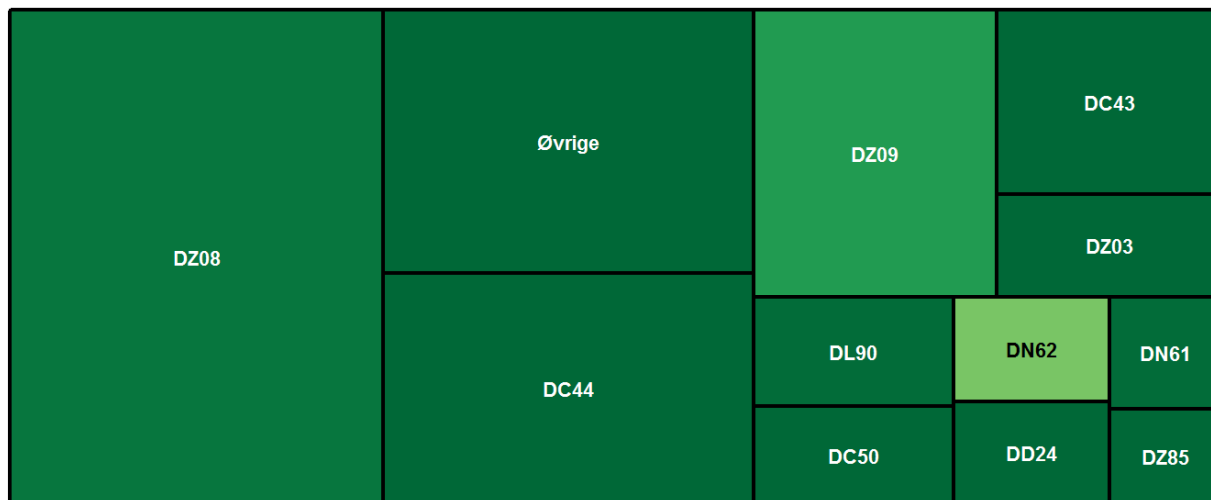 DZ08
Øvrige
DC44
DZ09
DC43
DZ03
DL90
DN62
DN61
DC50
DD24
DZ85